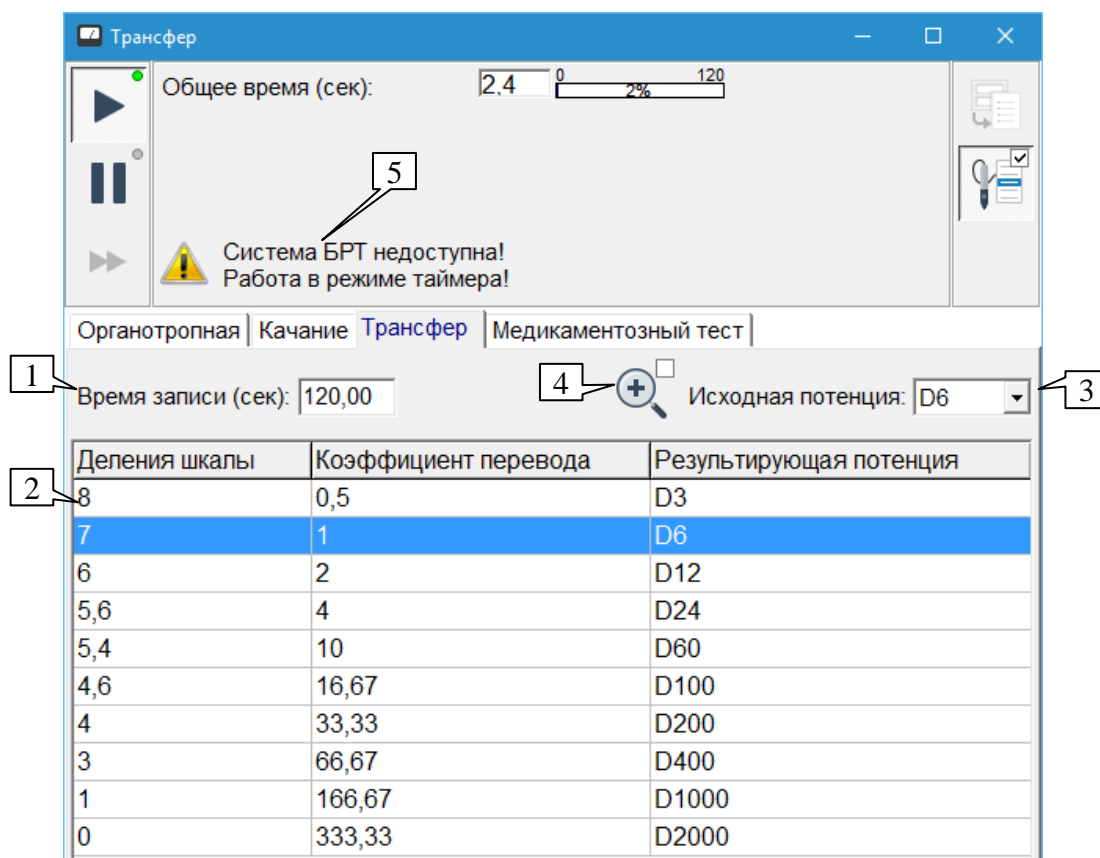 Трансфер
Общее время (сек): 2,4 0 120
2%
5
Система БРТ недоступна!
Работа в режиме таймера!
Органотропная Качание Трансфер Медикаментозный тест
1 4 3
Время записи (сек): 120,00 Исходная потенция: D6
Деления шкалы Коэффициент перевода Результирующая потенция
2 8 0,5 D3
7 1 D6
6 2 D12
5,6 4 D24
5,4 10 D60
4,6 16,67 D100
4 33,33 D200
3 66,67 D400
1 166,67 D1000
0 333,33 D2000